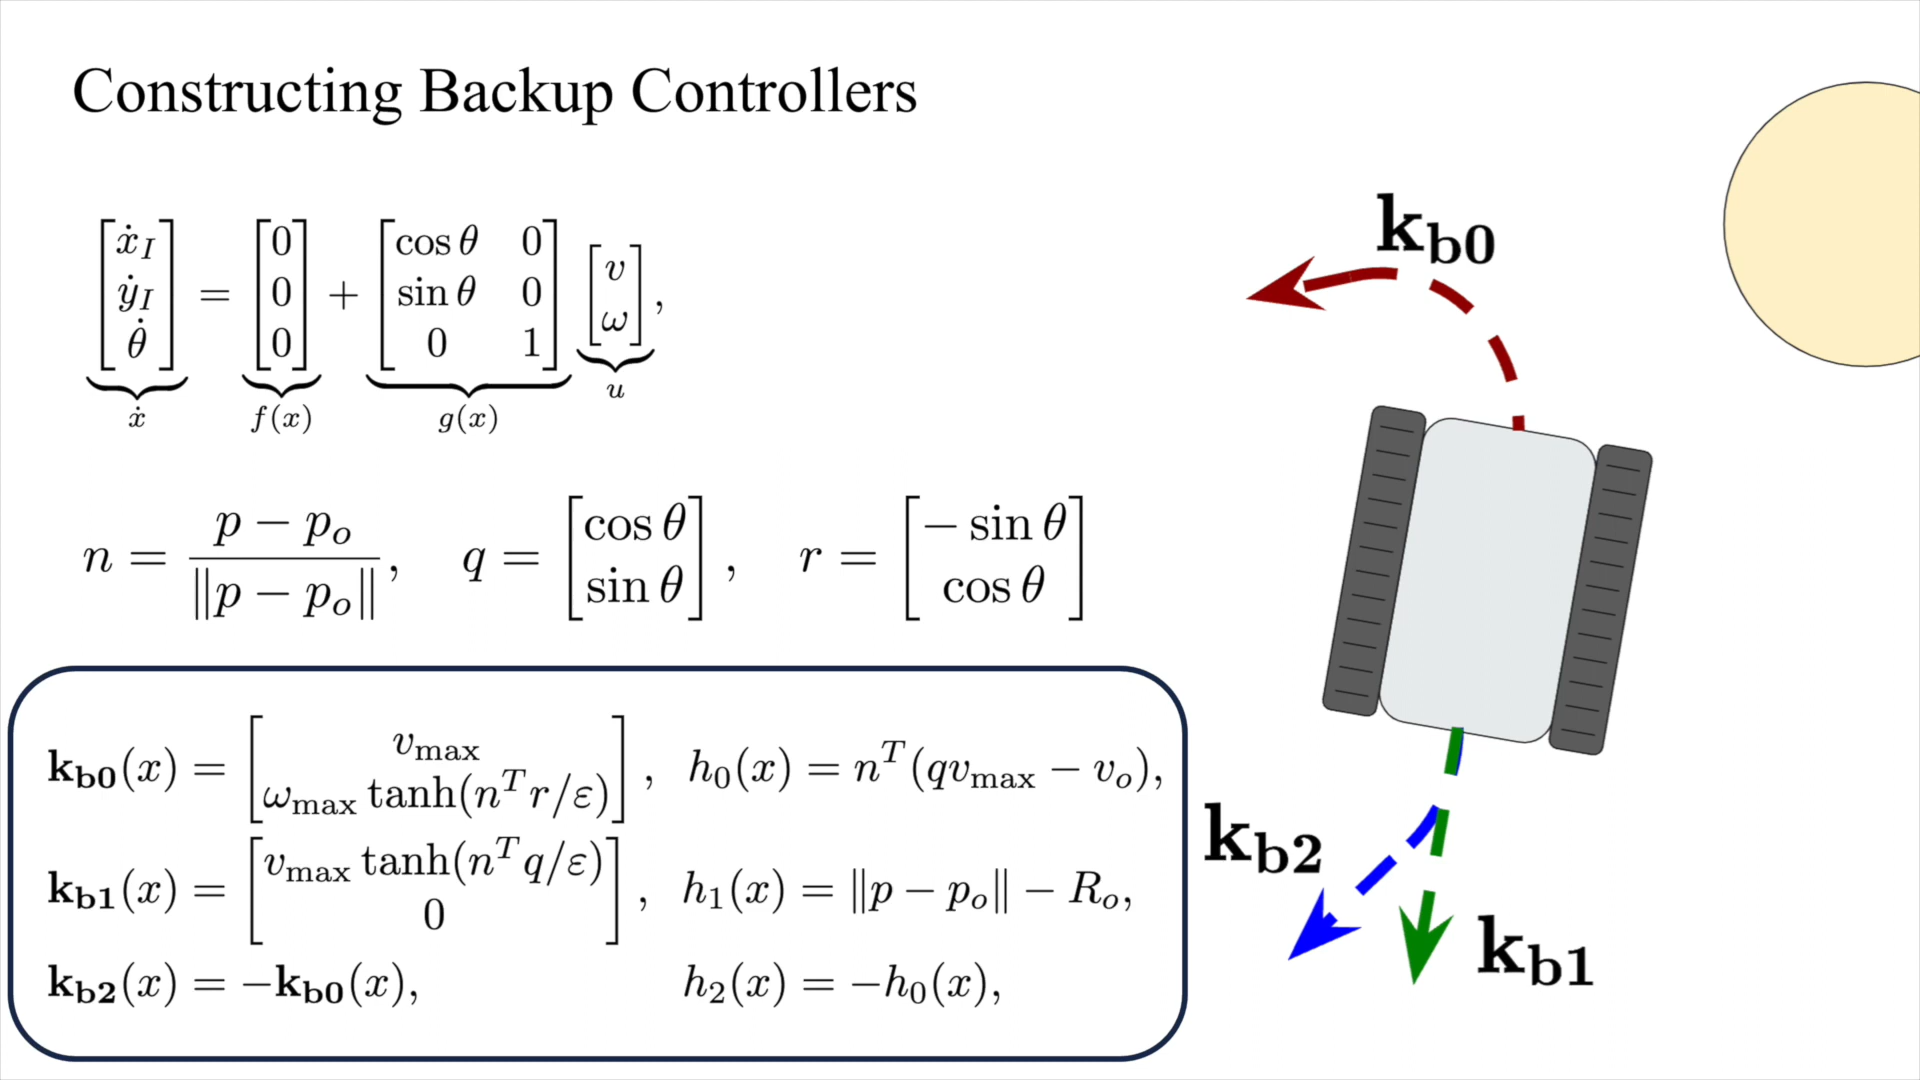 Constructing Backup Controllers
[ẋ_I; ẏ_I; θ̇] = [0; 0; 0] + [cos θ 0; sin θ 0; 0 1] [v; ω],
ẋ f(x) g(x) u
n = (p − p_o) / ‖p − p_o‖, q = [cos θ; sin θ], r = [− sin θ; cos θ]
k_b0(x) = [v_max; ω_max tanh(n^T r/ε)], h_0(x) = n^T(qv_max − v_o),
k_b1(x) = [v_max tanh(n^T q/ε); 0], h_1(x) = ‖p − p_o‖ − R_o,
k_b2(x) = −k_b0(x), h_2(x) = −h_0(x),
k_b0
k_b2
k_b1